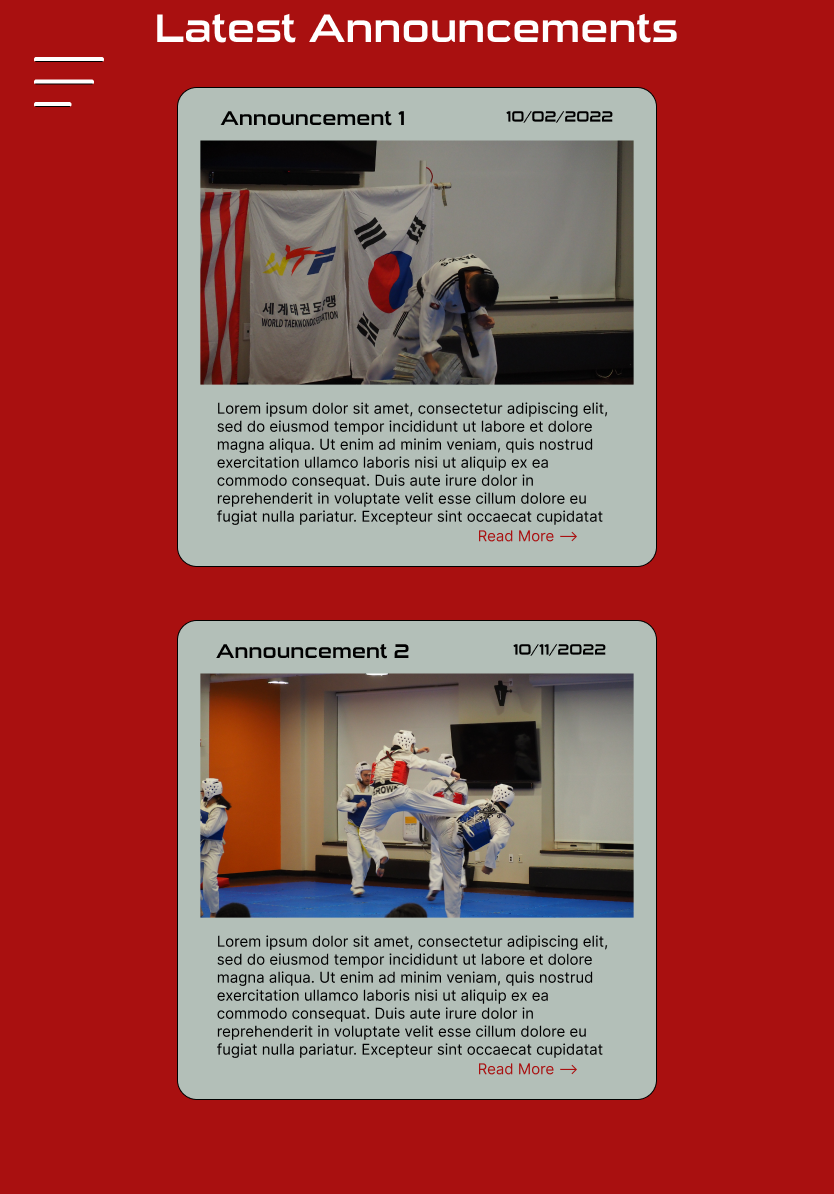 Latest Announcements
Announcement 1
10/02/2022
WTF
세계태권도
WORLD TAEKWONDO
Lorem ipsum dolor sit amet, consectetur adipiscing elit,
sed do eiusmod tempor incididunt ut labore et dolore
magna aliqua. Ut enim ad minim veniam, quis nostrud
exercitation ullamco laboris nisi ut aliquip ex ea
commodo consequat. Duis aute irure dolor in
reprehenderit in voluptate velit esse cillum dolore eu
fugiat nulla pariatur. Excepteur sint occaecat cupidatat
Read More →
Announcement 2
10/11/2022
Lorem ipsum dolor sit amet, consectetur adipiscing elit,
sed do eiusmod tempor incididunt ut labore et dolore
magna aliqua. Ut enim ad minim veniam, quis nostrud
exercitation ullamco laboris nisi ut aliquip ex ea
commodo consequat. Duis aute irure dolor in
reprehenderit in voluptate velit esse cillum dolore eu
fugiat nulla pariatur. Excepteur sint occaecat cupidatat
Read More →